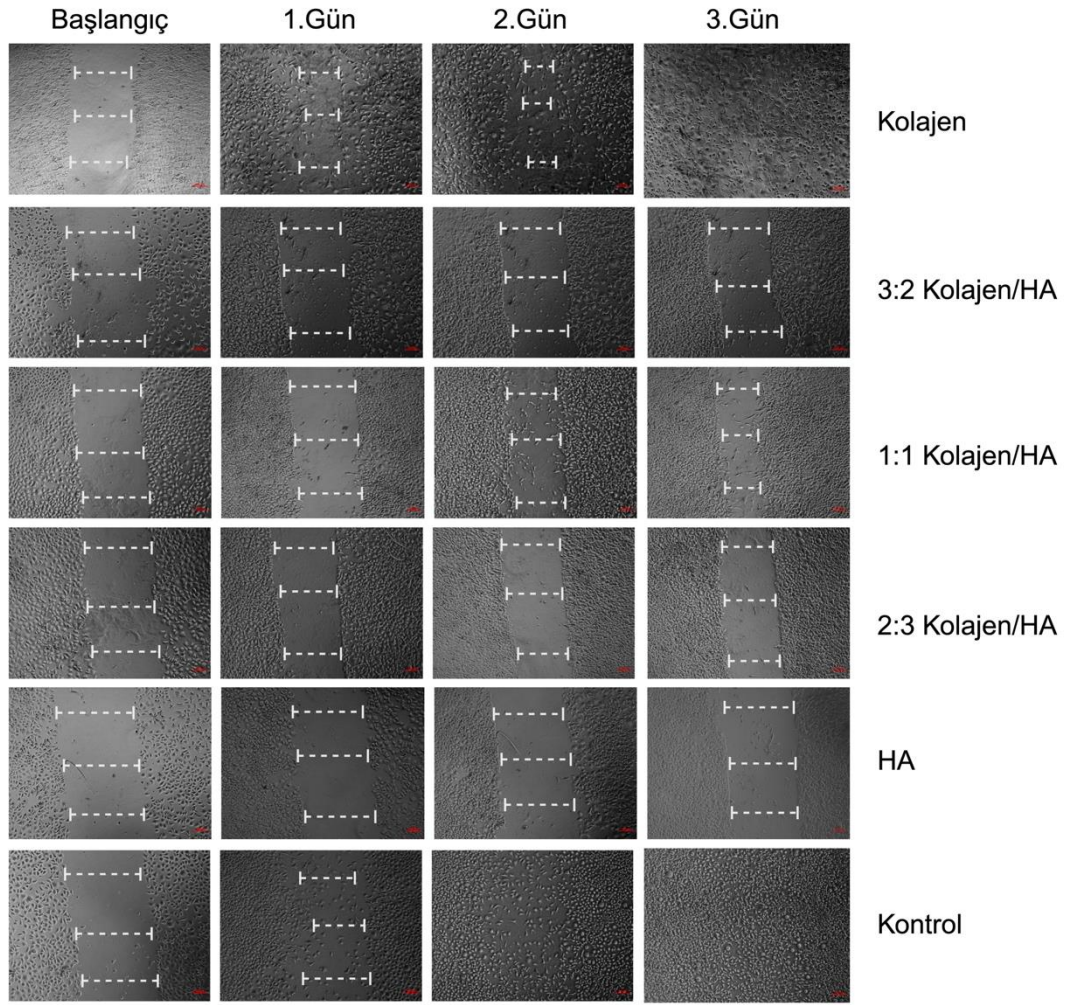 Başlangıç
1.Gün
2.Gün
3.Gün
Kolajen
3:2 Kolajen/HA
1:1 Kolajen/HA
2:3 Kolajen/HA
HA
Kontrol